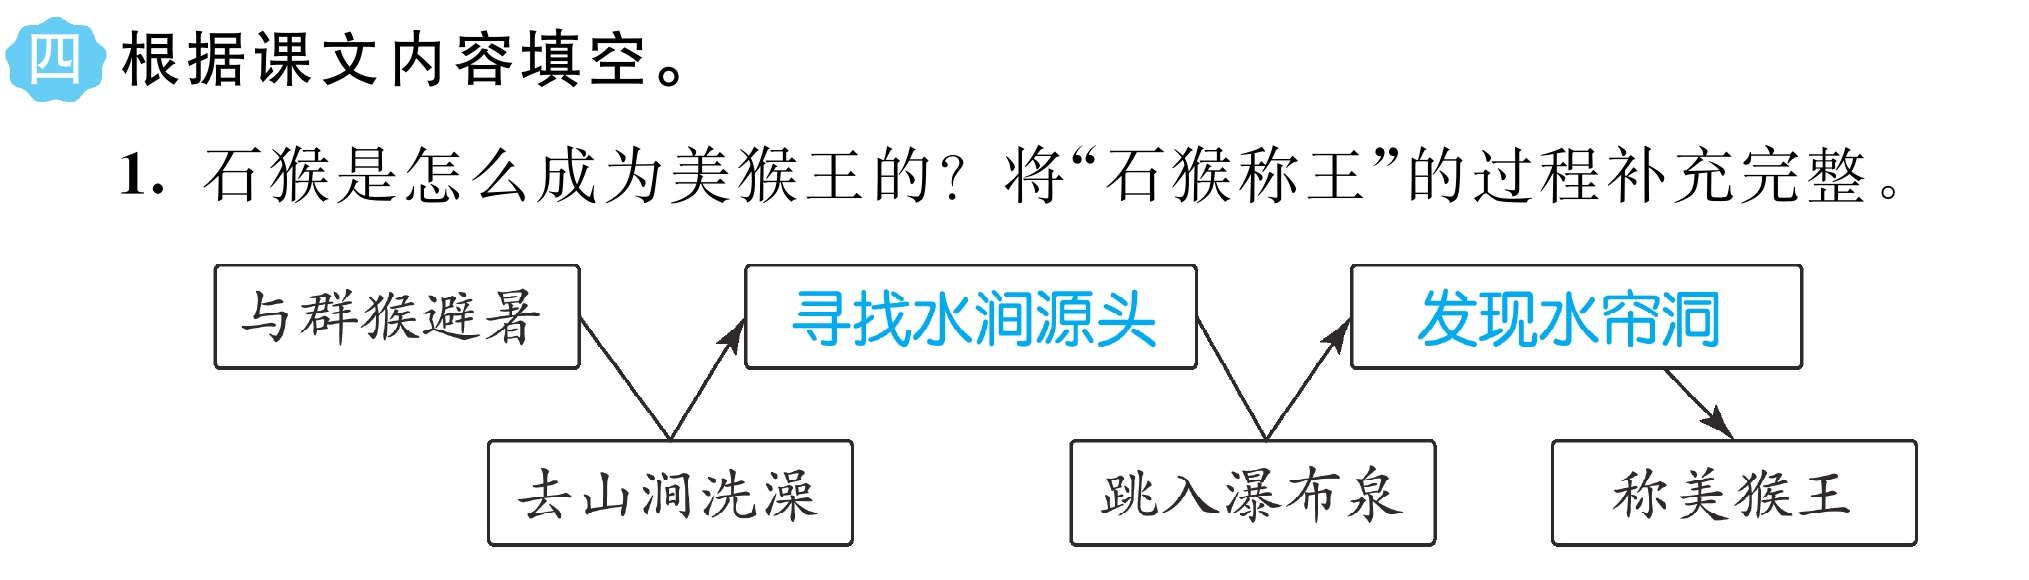 四 根据课文内容填空。
1. 石猴是怎么成为美猴王的？将“石猴称王”的过程补充完整。
与群猴避暑 寻找水涧源头 发现水帘洞
去山涧洗澡 跳入瀑布泉 称美猴王